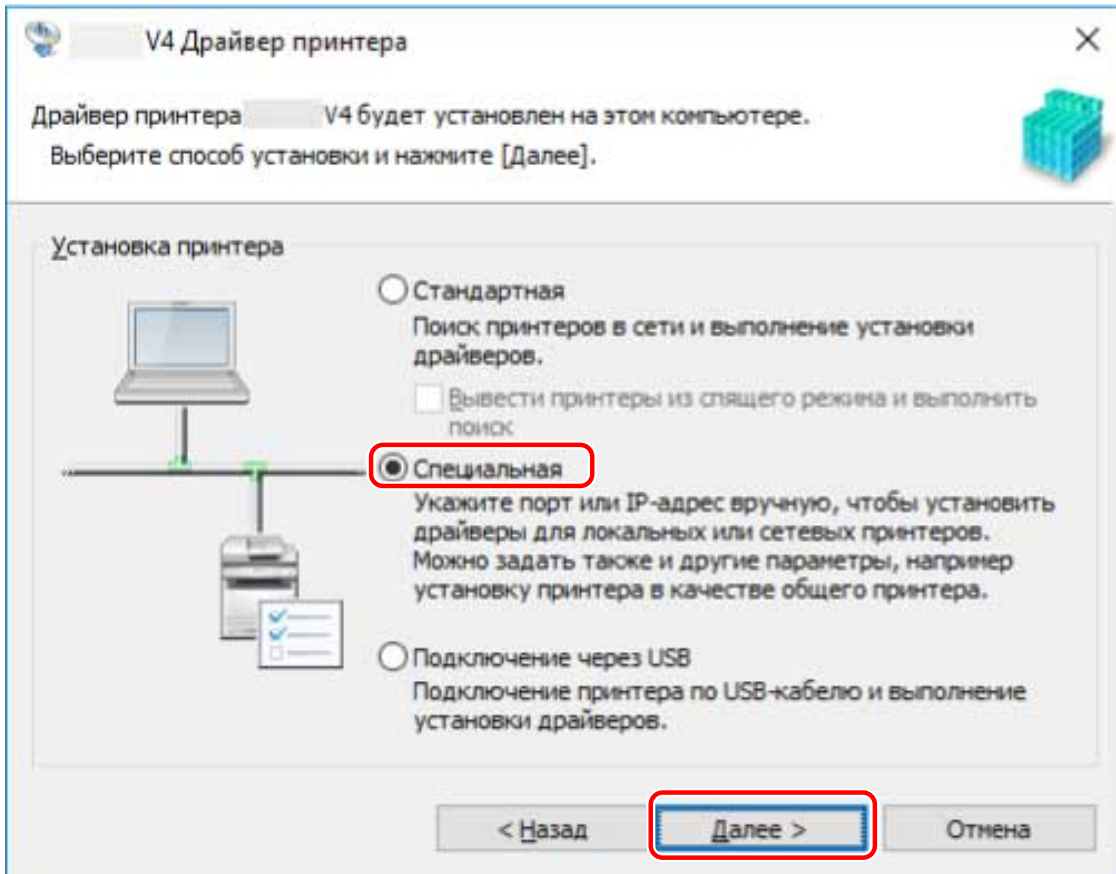 V4 Драйвер принтера
Драйвер принтера V4 будет установлен на этом компьютере.
Выберите способ установки и нажмите [Далее].
Установка принтера
Стандартная
Поиск принтеров в сети и выполнение установки
драйверов.
Вывести принтеры из спящего режима и выполнить
поиск
Специальная
Укажите порт или IP-адрес вручную, чтобы установить
драйверы для локальных или сетевых принтеров.
Можно задать также и другие параметры, например
установку принтера в качестве общего принтера.
Подключение через USB
Подключение принтера по USB-кабелю и выполнение
установки драйверов.
< Назад
Далее >
Отмена